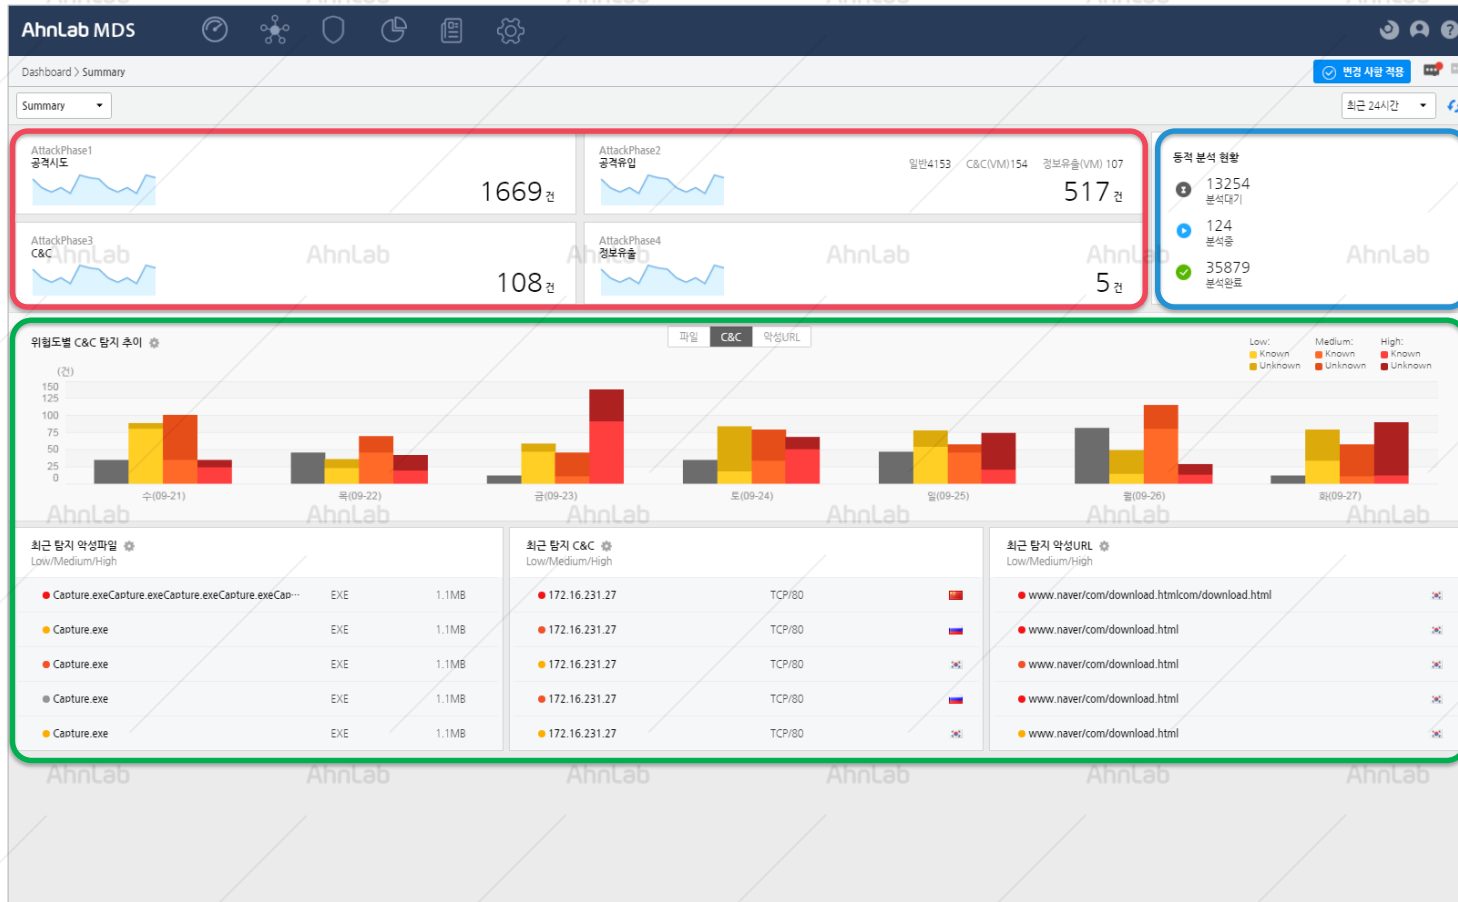 AhnLab MDS
Dashboard > Summary
변경 사항 적용
Summary
최근 24시간
AttackPhase1
공격시도
1669 건
AttackPhase2
공격유입
일반4153 C&C(VM)154 정보유출(VM) 107
517 건
AttackPhase3
C&C
108 건
AttackPhase4
정보유출
5 건
동적 분석 현황
13254
분석대기
124
분석중
35879
분석완료
위험도별 C&C 탐지 추이
파일 C&C 악성URL
Low: Medium: High:
Known Known Known
Unknown Unknown Unknown
(건)
150
125
100
75
50
25
0
수(09-21) 목(09-22) 금(09-23) 토(09-24) 일(09-25) 월(09-26) 화(09-27)
최근 탐지 악성파일
Low/Medium/High
Capture.exeCapture.exeCapture.exeCapture.exeCap… EXE 1.1MB
Capture.exe EXE 1.1MB
Capture.exe EXE 1.1MB
Capture.exe EXE 1.1MB
Capture.exe EXE 1.1MB
최근 탐지 C&C
Low/Medium/High
172.16.231.27 TCP/80
172.16.231.27 TCP/80
172.16.231.27 TCP/80
172.16.231.27 TCP/80
172.16.231.27 TCP/80
최근 탐지 악성URL
Low/Medium/High
www.naver/com/download.htmlcom/download.html
www.naver/com/download.html
www.naver/com/download.html
www.naver/com/download.html
www.naver/com/download.html
AhnLab AhnLab AhnLab AhnLab AhnLab AhnLab